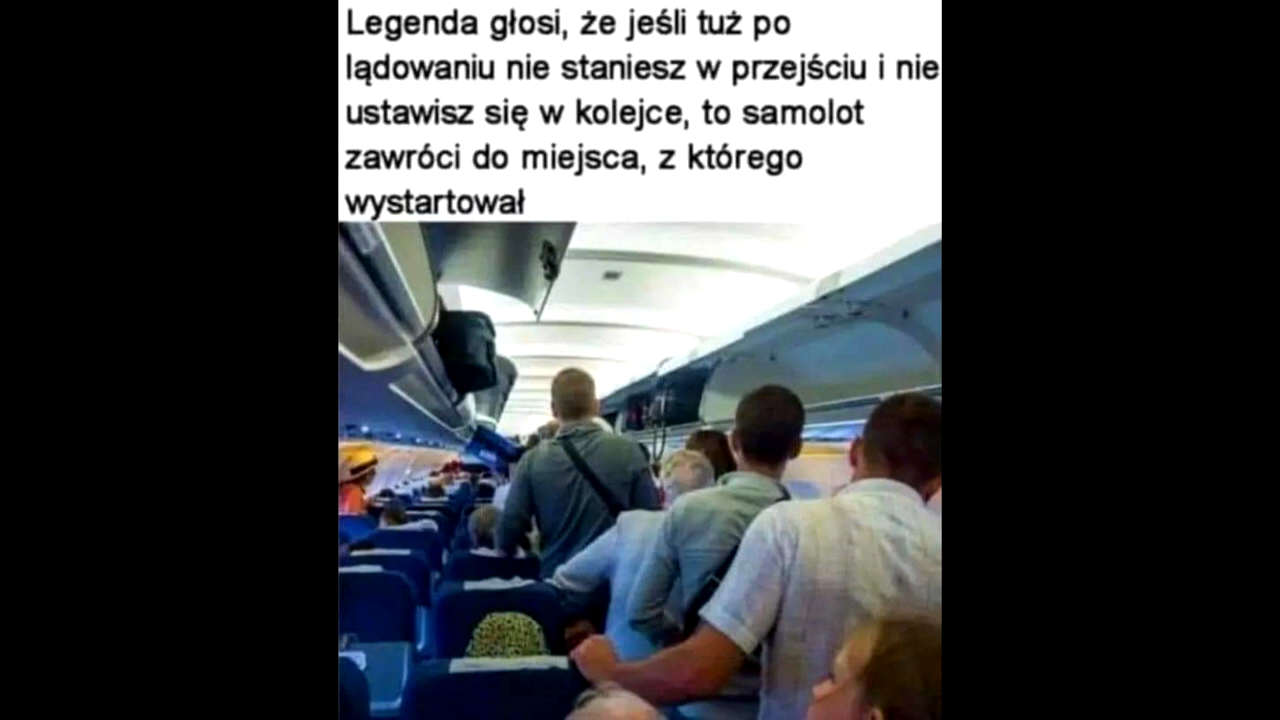 Legenda głosi, że jeśli tuż po
lądowaniu nie staniesz w przejściu i nie
ustawisz się w kolejce, to samolot
zawróci do miejsca, z którego
wystartował